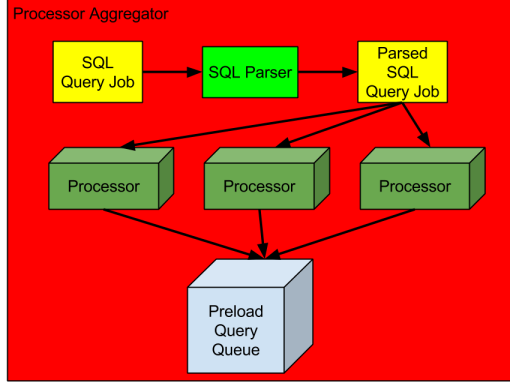 Processor Aggregator
SQL
Query Job
SQL Parser
Parsed
SQL
Query Job
Processor
Processor
Processor
Preload
Query
Queue